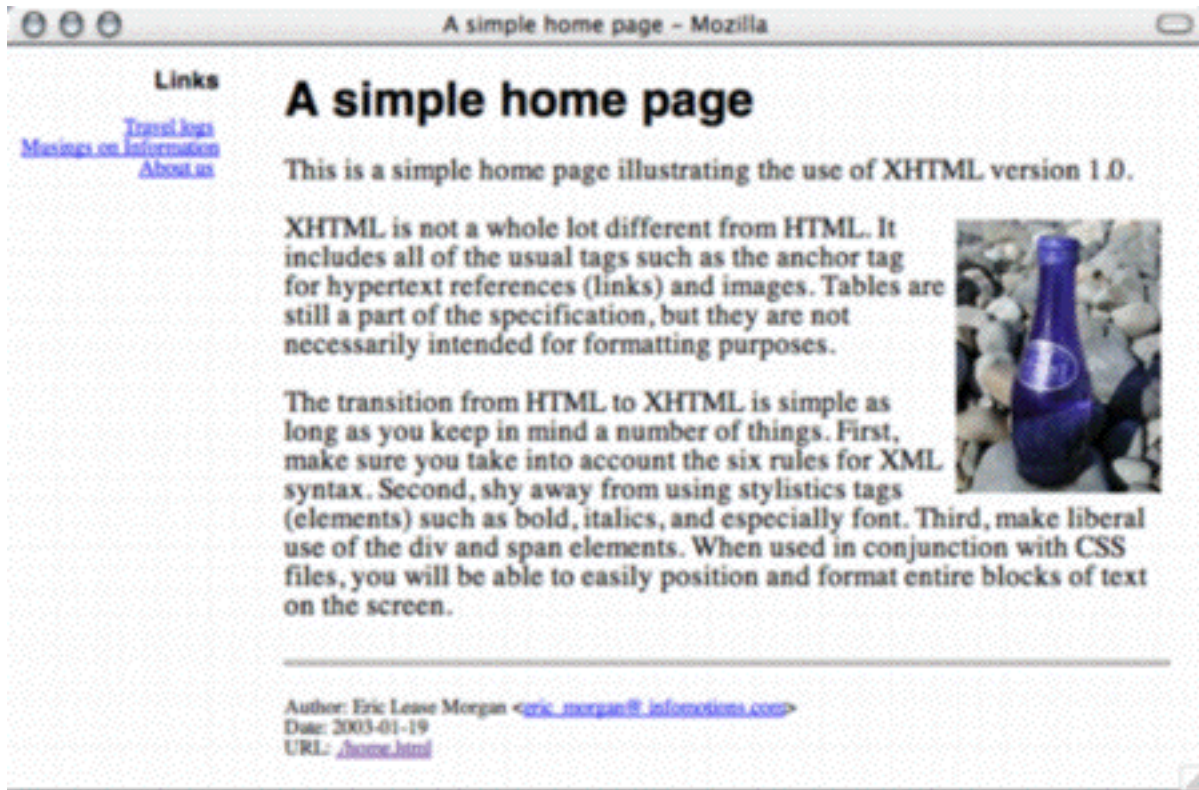 A simple home page – Mozilla
Links
Travel logs
Musings on Information
About us
A simple home page
This is a simple home page illustrating the use of XHTML version 1.0.
XHTML is not a whole lot different from HTML. It
includes all of the usual tags such as the anchor tag
for hypertext references (links) and images. Tables are
still a part of the specification, but they are not
necessarily intended for formatting purposes.
The transition from HTML to XHTML is simple as
long as you keep in mind a number of things. First,
make sure you take into account the six rules for XML
syntax. Second, shy away from using stylistics tags
(elements) such as bold, italics, and especially font. Third, make liberal
use of the div and span elements. When used in conjunction with CSS
files, you will be able to easily position and format entire blocks of text
on the screen.
Author: Eric Lease Morgan <eric_morgan@infomotions.com>
Date: 2003-01-19
URL: ./home.html